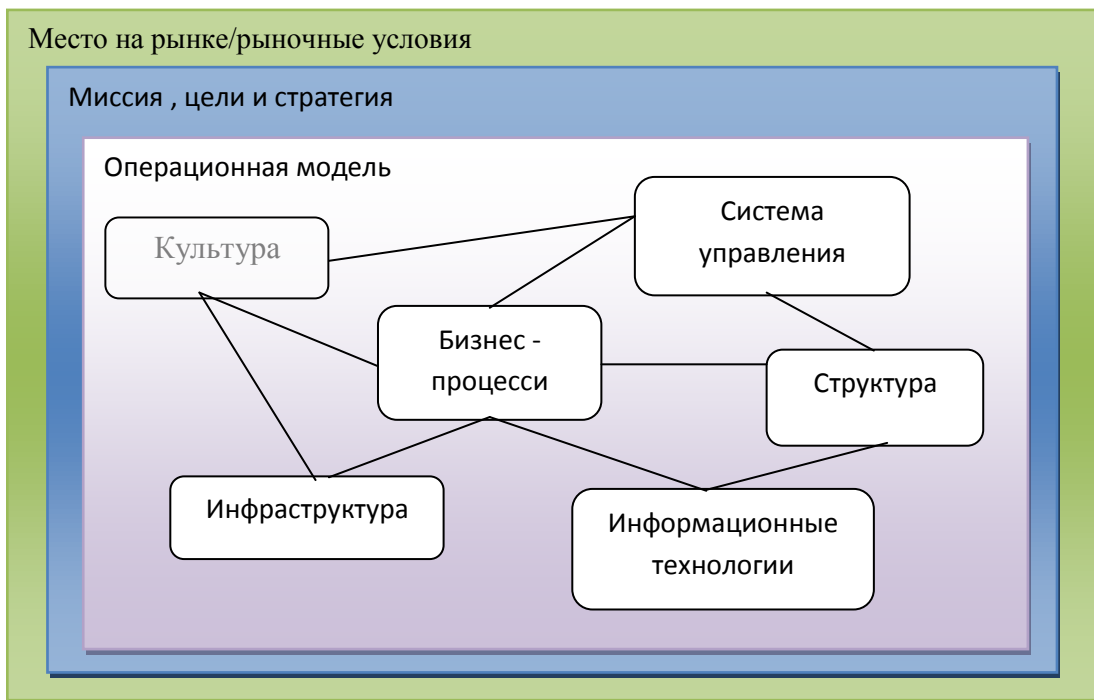 Место на рынке/рыночные условия
Миссия , цели и стратегия
Операционная модель
Культура
Система
управления
Бизнес -
процесси
Структура
Инфраструктура
Информационные
технологии